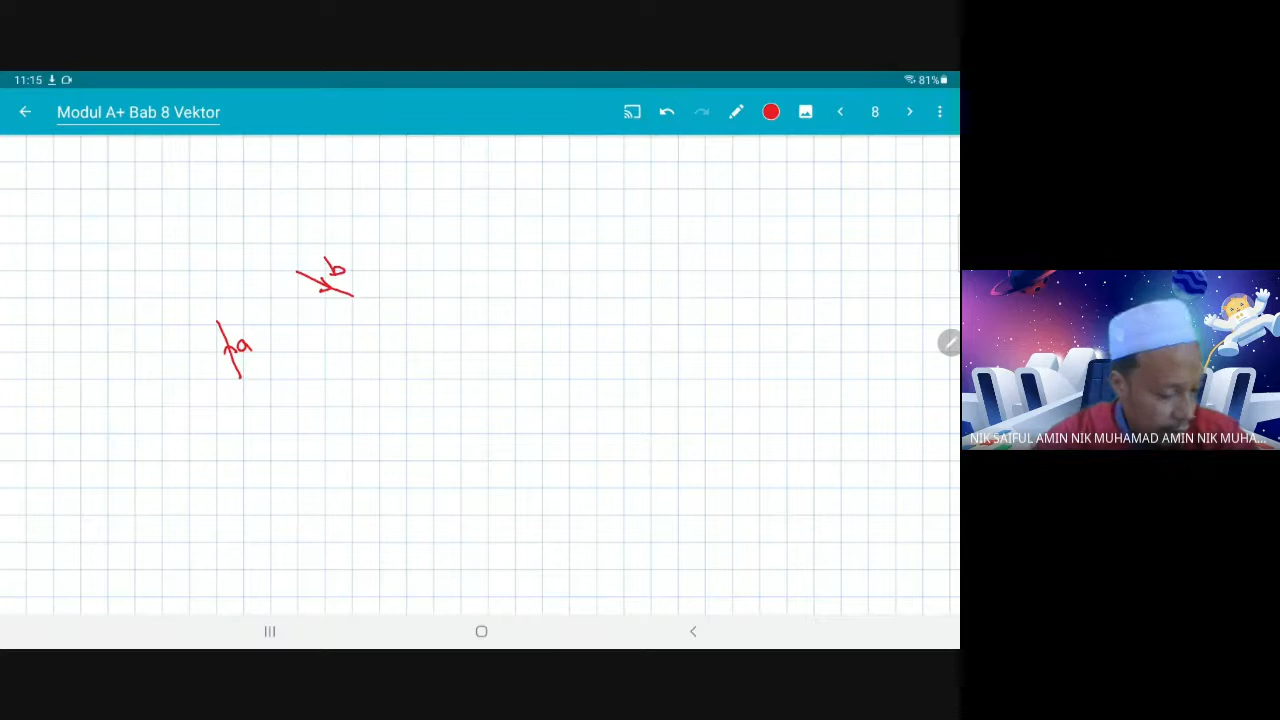 11:15
81%
Modul A+ Bab 8 Vektor
8
b
a
NIK SAIFUL AMIN NIK MUHAMAD AMIN NIK MUHA...